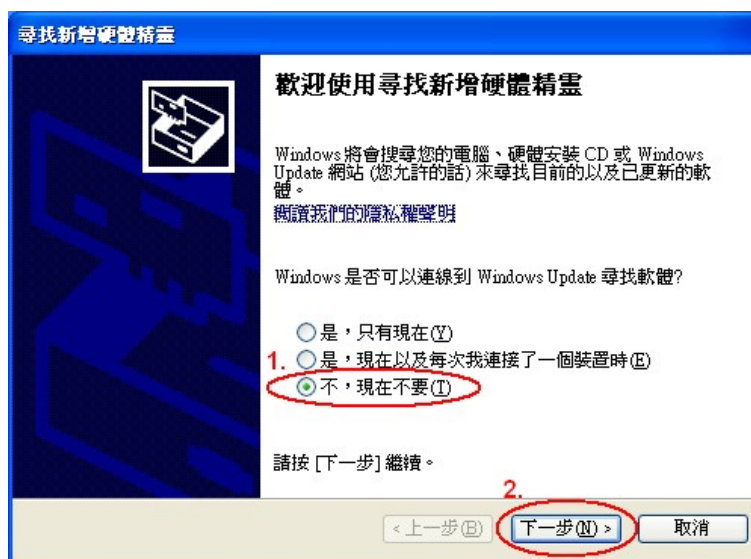 尋找新增硬體精靈
歡迎使用尋找新增硬體精靈
Windows 將會搜尋您的電腦、硬體安裝 CD 或 Windows
Update 網站 (您允許的話) 來尋找目前的以及已更新的軟
體。
閱讀我們的隱私權聲明
Windows 是否可以連線到 Windows Update 尋找軟體?
是，只有現在(Y)
1. 是，現在以及每次我連接了一個裝置時(E)
不，現在不要(T)
請按 [下一步] 繼續。
2.
<上一步(B) 下一步(N) > 取消